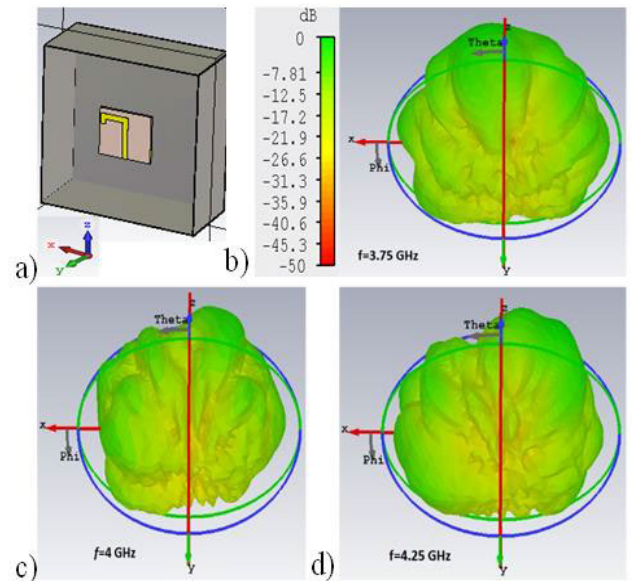 a)
x
y
z
b)
dB
0
-7.81
-12.5
-17.2
-21.9
-26.6
-31.3
-35.9
-40.6
-45.3
-50
z
Theta
x
Phi
y
f=3.75 GHz
c)
z
Theta
x
Phi
y
f=4 GHz
d)
z
Theta
x
Phi
y
f=4.25 GHz